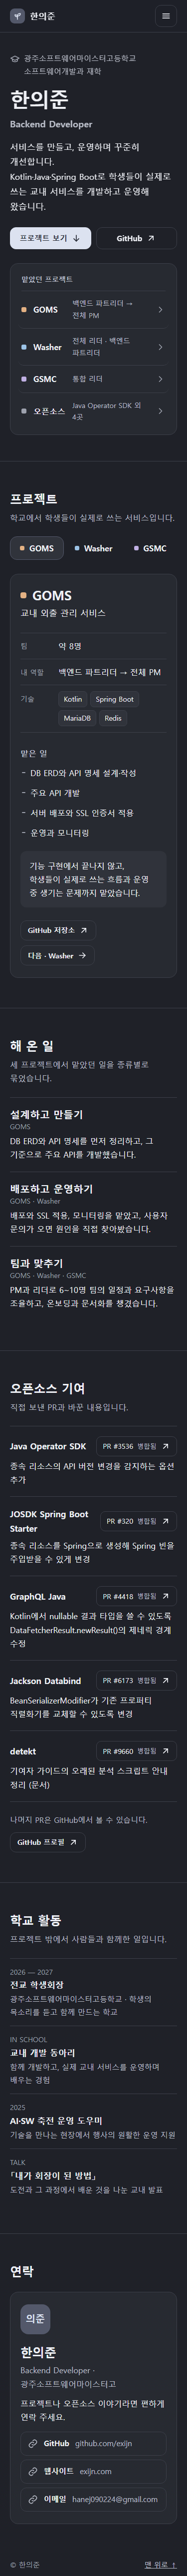 한의준
광주소프트웨어마이스터고등학교
소프트웨어개발과 재학
한의준
Backend Developer
서비스를 만들고, 운영하며 꾸준히
개선합니다.
Kotlin·Java·Spring Boot로 학생들이 실제로
쓰는 교내 서비스를 개발하고 운영해
왔습니다.
프로젝트 보기 ↓
GitHub ↗
맡았던 프로젝트
GOMS 백엔드 파트리더 →
전체 PM
Washer 전체 리더 · 백엔드
파트리더
GSMC 통합 리더
오픈소스 Java Operator SDK 외
4곳
프로젝트
학교에서 학생들이 실제로 쓰는 서비스입니다.
GOMS
Washer
GSMC
GOMS
교내 외출 관리 서비스
팀 약 8명
내 역할 백엔드 파트리더 → 전체 PM
기술 Kotlin Spring Boot
MariaDB Redis
맡은 일
- DB ERD와 API 명세 설계·작성
- 주요 API 개발
- 서버 배포와 SSL 인증서 적용
- 운영과 모니터링
기능 구현에서 끝나지 않고,
학생들이 실제로 쓰는 흐름과 운영
중 생기는 문제까지 맡았습니다.
GitHub 저장소 ↗
다음 · Washer →
해 온 일
세 프로젝트에서 맡았던 일을 종류별로
묶었습니다.
설계하고 만들기
GOMS
DB ERD와 API 명세를 먼저 정리하고, 그
기준으로 주요 API를 개발했습니다.
배포하고 운영하기
GOMS · Washer
배포와 SSL 적용, 모니터링을 맡았고, 사용자
문의가 오면 원인을 직접 찾아봤습니다.
팀과 맞추기
GOMS · Washer · GSMC
PM과 리더로 6~10명 팀의 일정과 요구사항을
조율하고, 온보딩과 문서화를 챙겼습니다.
오픈소스 기여
직접 보낸 PR과 바꾼 내용입니다.
Java Operator SDK PR #3536 병합됨 ↗
종속 리소스의 API 버전 변경을 감지하는 옵션
추가
JOSDK Spring Boot
Starter PR #320 병합됨 ↗
종속 리소스를 Spring으로 생성해 Spring 빈을
주입받을 수 있게 변경
GraphQL Java PR #4418 병합됨 ↗
Kotlin에서 nullable 결과 타입을 쓸 수 있도록
DataFetcherResult.newResult()의 제네릭 경계
수정
Jackson Databind PR #6173 병합됨 ↗
BeanSerializerModifier가 기존 프로퍼티
직렬화기를 교체할 수 있도록 변경
detekt PR #9660 병합됨 ↗
기여자 가이드의 오래된 분석 스크립트 안내
정리 (문서)
나머지 PR은 GitHub에서 볼 수 있습니다.
GitHub 프로필 ↗
학교 활동
프로젝트 밖에서 사람들과 함께한 일입니다.
2026 — 2027
전교 학생회장
광주소프트웨어마이스터고등학교 · 학생의
목소리를 듣고 함께 만드는 학교
IN SCHOOL
교내 개발 동아리
함께 개발하고, 실제 교내 서비스를 운영하며
배우는 경험
2025
AI·SW 축전 운영 도우미
기술을 만나는 현장에서 행사의 원활한 운영 지원
TALK
「내가 회장이 된 방법」
도전과 그 과정에서 배운 것을 나눈 교내 발표
연락
의준
한의준
Backend Developer ·
광주소프트웨어마이스터고
프로젝트나 오픈소스 이야기라면 편하게
연락 주세요.
GitHub github.com/exijn
웹사이트 exijn.com
이메일 hanej090224@gmail.com
© 한의준
맨 위로 ↑